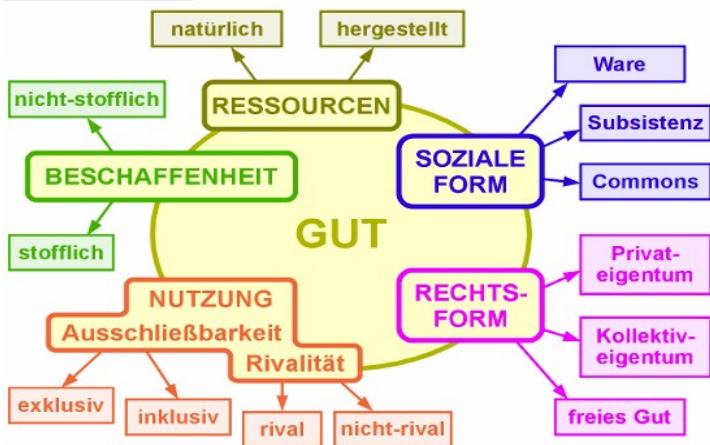 natürlich
hergestellt
RESSOURCEN
nicht-stofflich
BESCHAFFENHEIT
stofflich
GUT
Ware
Subsistenz
Commons
SOZIALE
FORM
Privat-
eigentum
Kollektiv-
eigentum
freies Gut
RECHTS-
FORM
NUTZUNG
Ausschließbarkeit
Rivalität
exklusiv
inklusiv
rival
nicht-rival